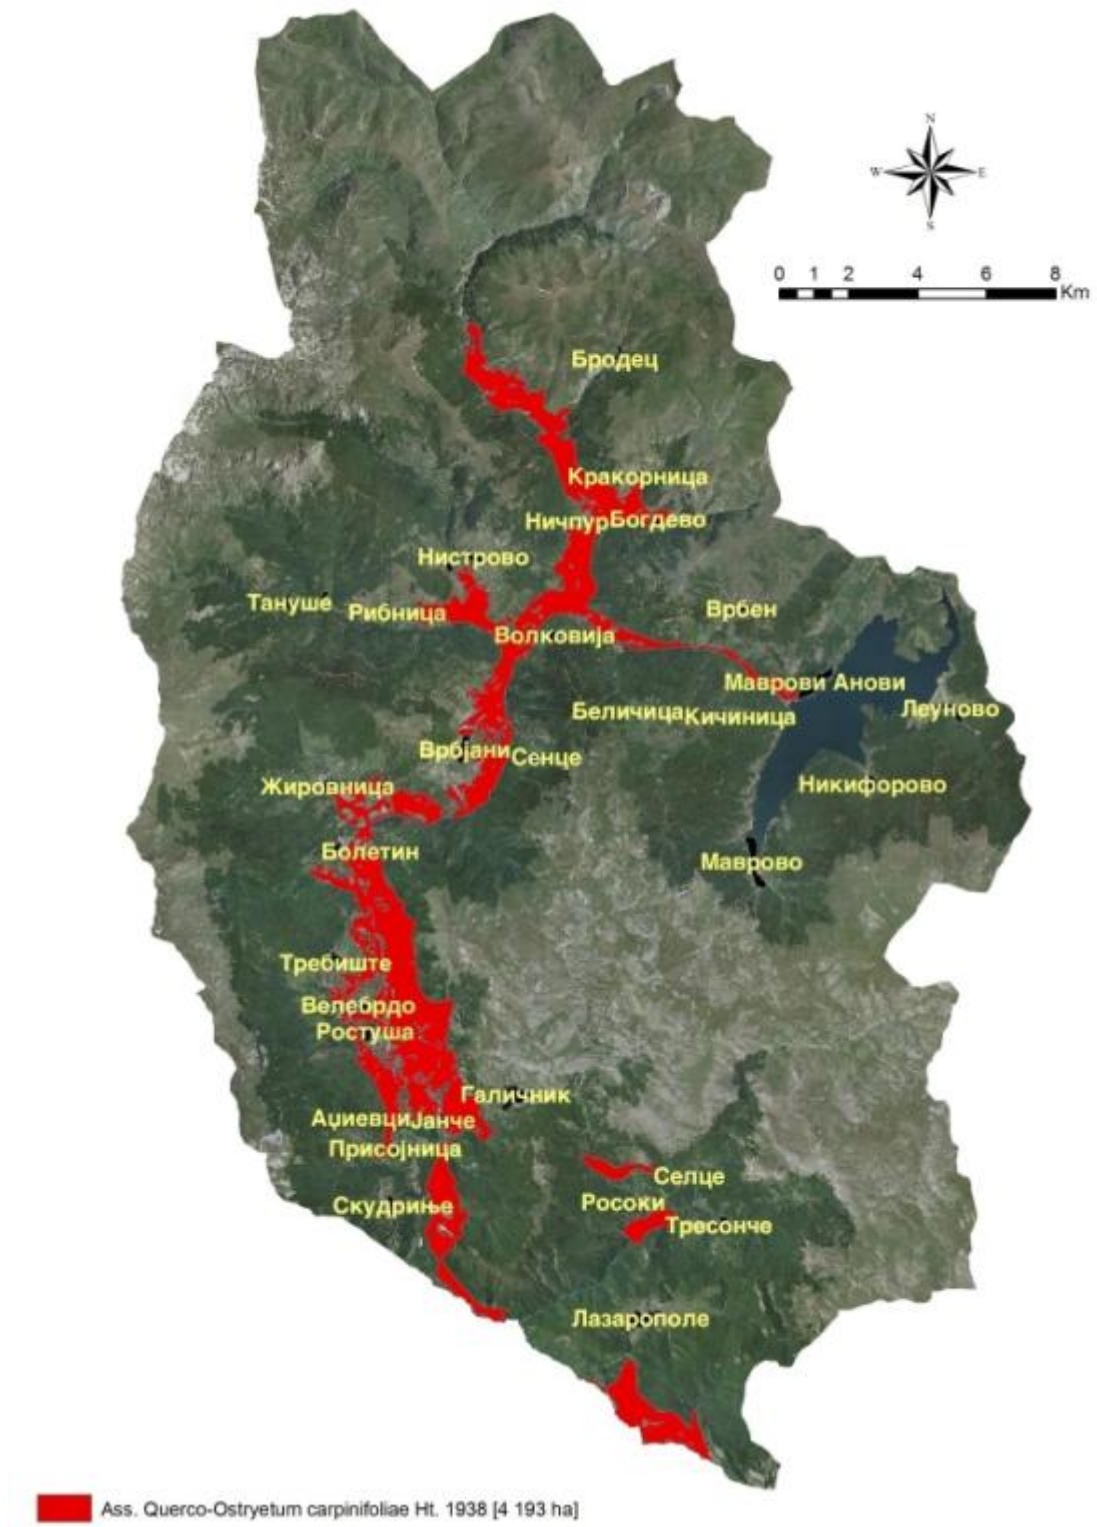 N
W E
S
0 1 2 4 6 8
Km
Бродец
Кракорница
Ничпур Богдево
Нистрово
Тануше
Рибница
Врбен
Волковија
Маврови Анови
Беличица Кичиница
Леуново
Врбјани Сенце
Жировница
Никифорово
Болетин
Маврово
Требиште
Велебрдо
Ростуша
Галичник
Аџиевци Јанче
Присојница
Селце
Скудриње
Росоки
Тресонче
Лазарополе
Ass. Querco-Ostryetum carpinifoliae Ht. 1938 [4 193 ha]